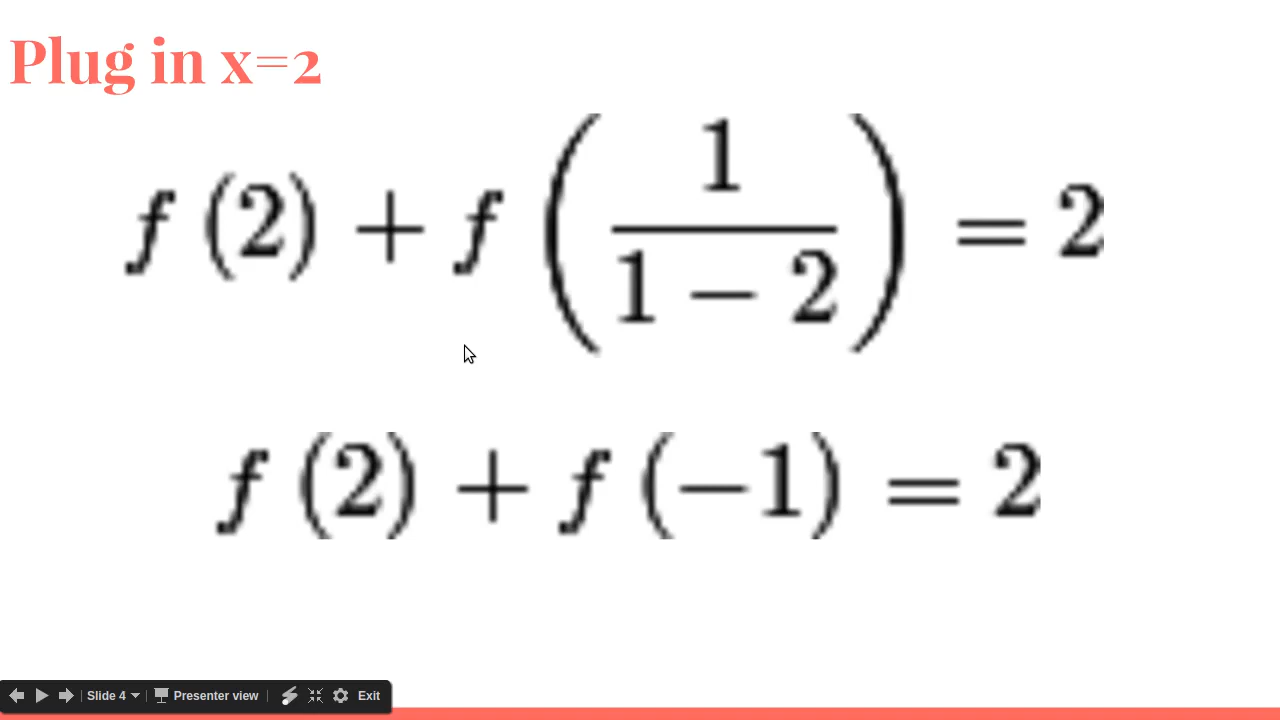 Plug in x=2
f (2) + f (1/(1 − 2)) = 2
f (2) + f (−1) = 2
Slide 4 Presenter view Exit